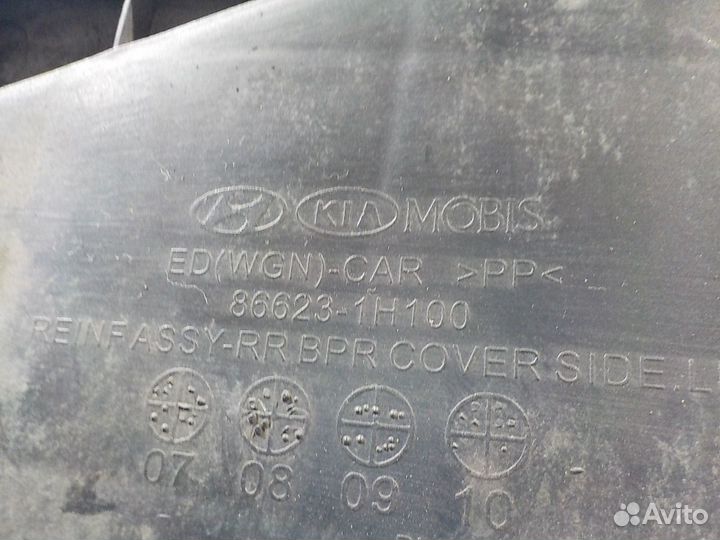 KIA MOBIS
ED(WGN)-CAR >PP<
86623-1H100
REINF ASSY-RR BPR COVER SIDE.L
07 08 09 10
Avito